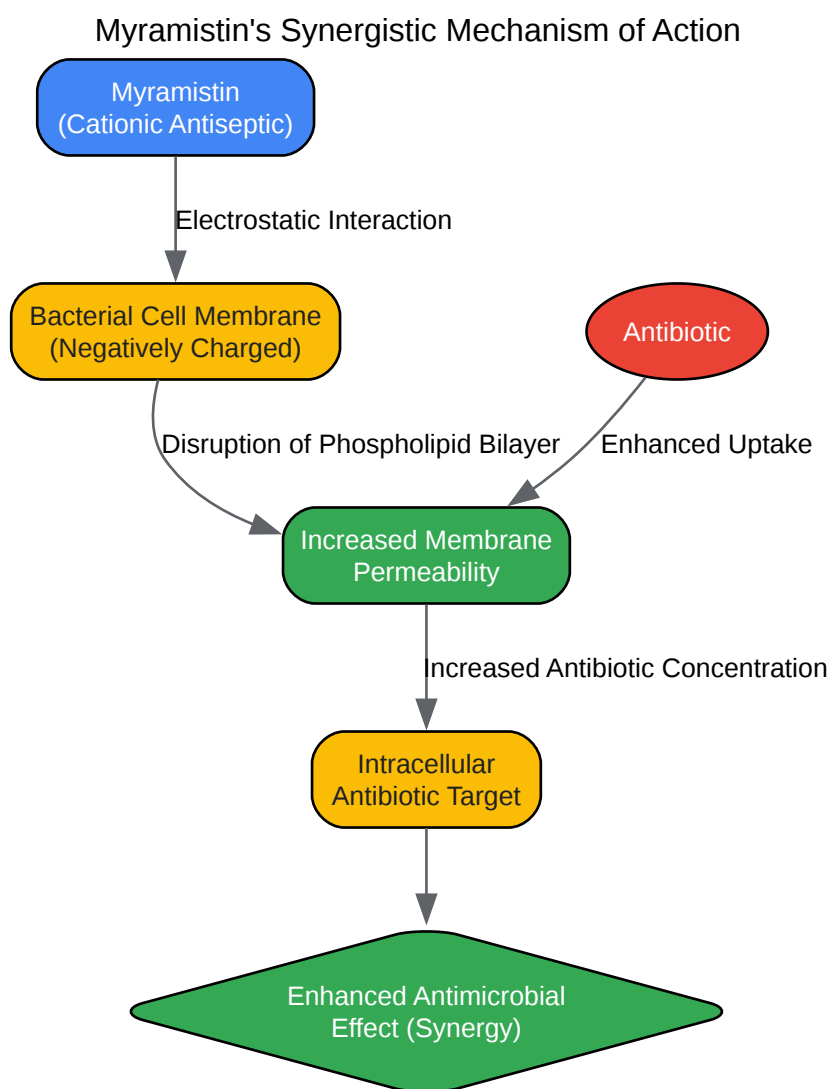 Myramistin's Synergistic Mechanism of Action
Myramistin
(Cationic Antiseptic)
Electrostatic Interaction
Bacterial Cell Membrane
(Negatively Charged)
Antibiotic
Disruption of Phospholipid Bilayer
Enhanced Uptake
Increased Membrane
Permeability
Increased Antibiotic Concentration
Intracellular
Antibiotic Target
Enhanced Antimicrobial
Effect (Synergy)